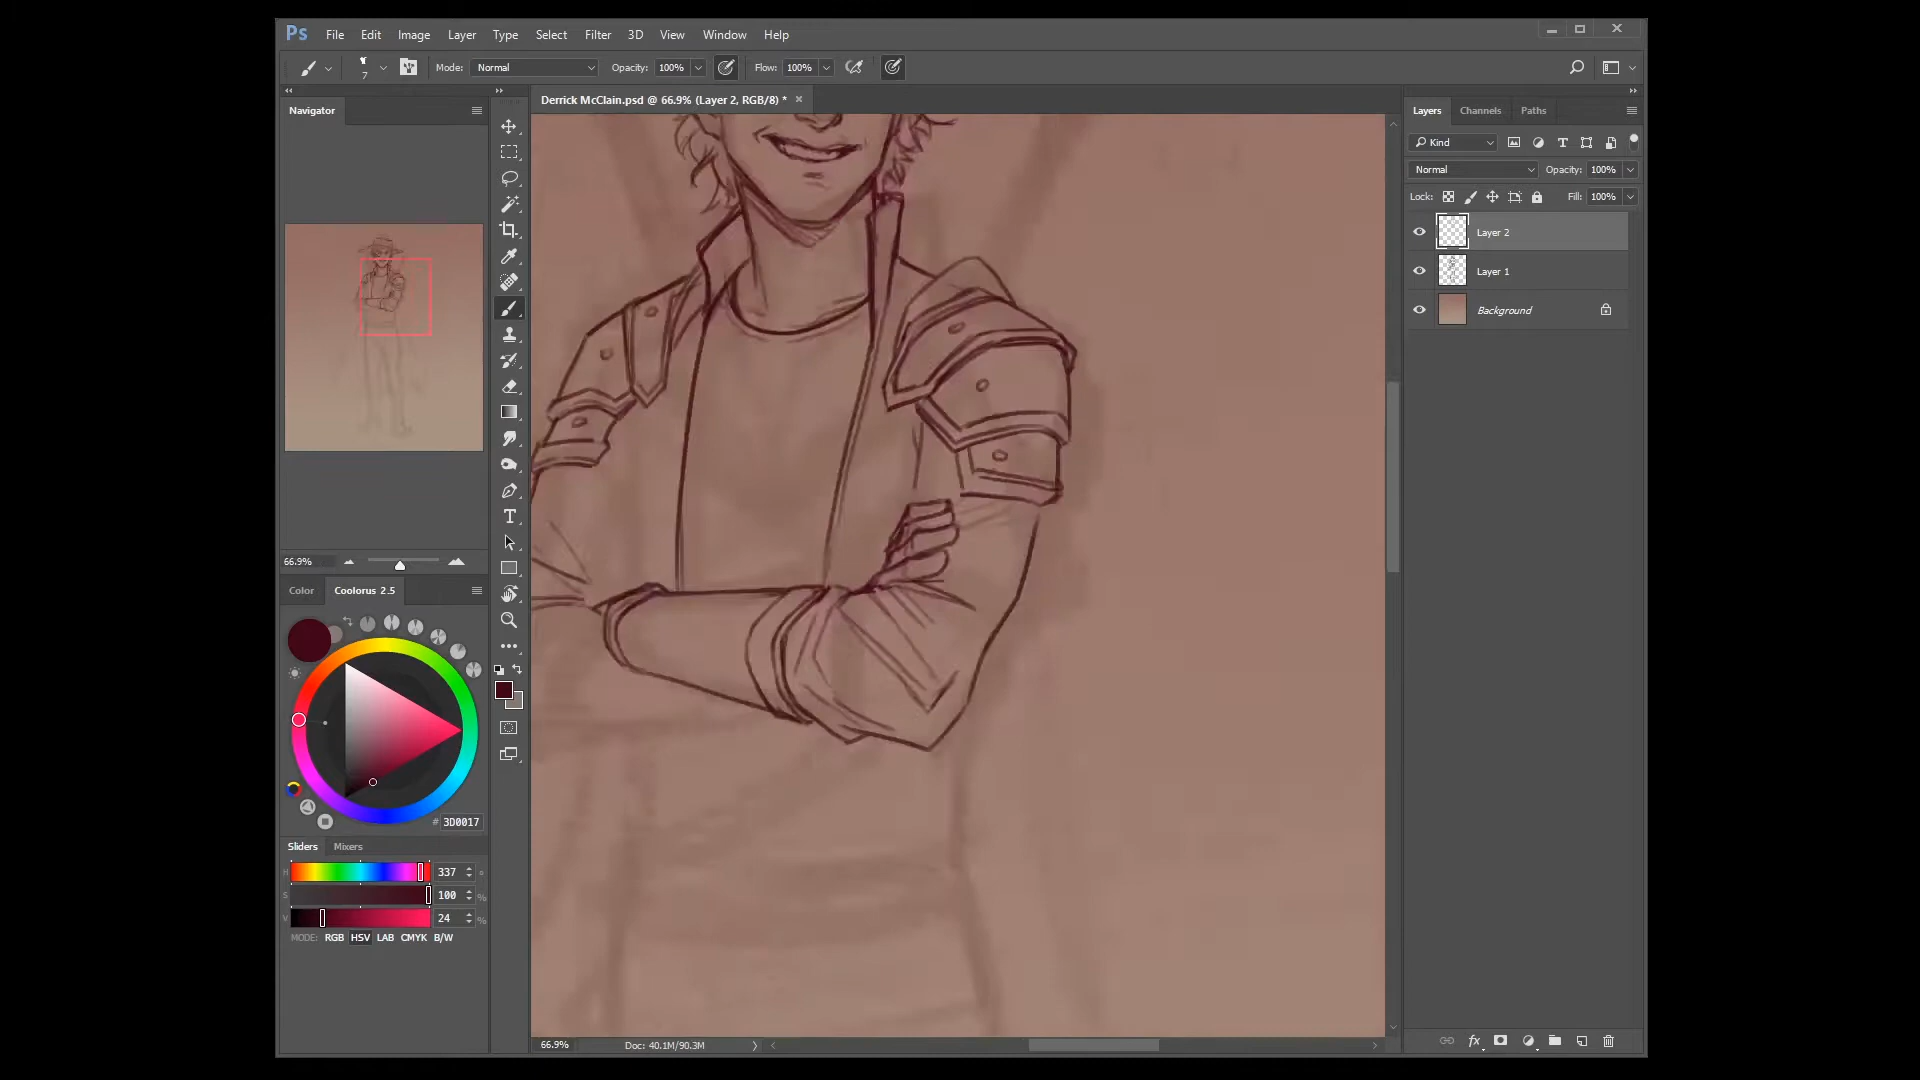 Ps File Edit Image Layer Type Select Filter 3D View Window Help
7 Mode: Normal Opacity: 100% Flow: 100%
Navigator
Derrick McClain.psd @ 66.9% (Layer 2, RGB/8) *
Layers Channels Paths
Kind
Normal Opacity: 100%
Lock: Fill: 100%
Layer 2
Layer 1
Background
66.9%
Color Coolorus 2.5
# 3D0017
Sliders Mixers
H 337 °
S 100 %
V 24 %
MODE: RGB HSV LAB CMYK B/W
66.9% Doc: 40.1M/90.3M
fx